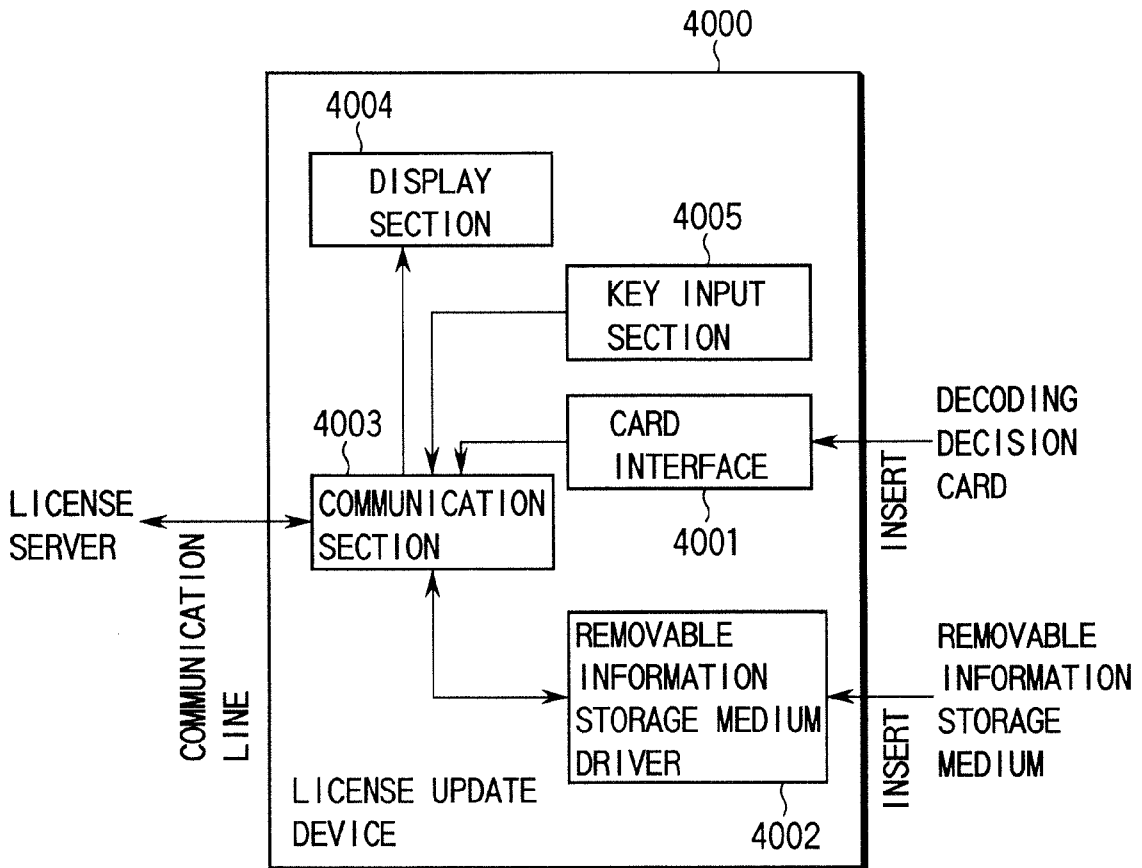 4000
4004
DISPLAY
SECTION
4005
KEY INPUT
SECTION
4003
COMMUNICATION
SECTION
CARD
INTERFACE
4001
DECODING
DECISION
CARD
INSERT
LICENSE
SERVER
COMMUNICATION
LINE
REMOVABLE
INFORMATION
STORAGE MEDIUM
DRIVER
4002
REMOVABLE
INFORMATION
STORAGE
MEDIUM
INSERT
LICENSE UPDATE
DEVICE